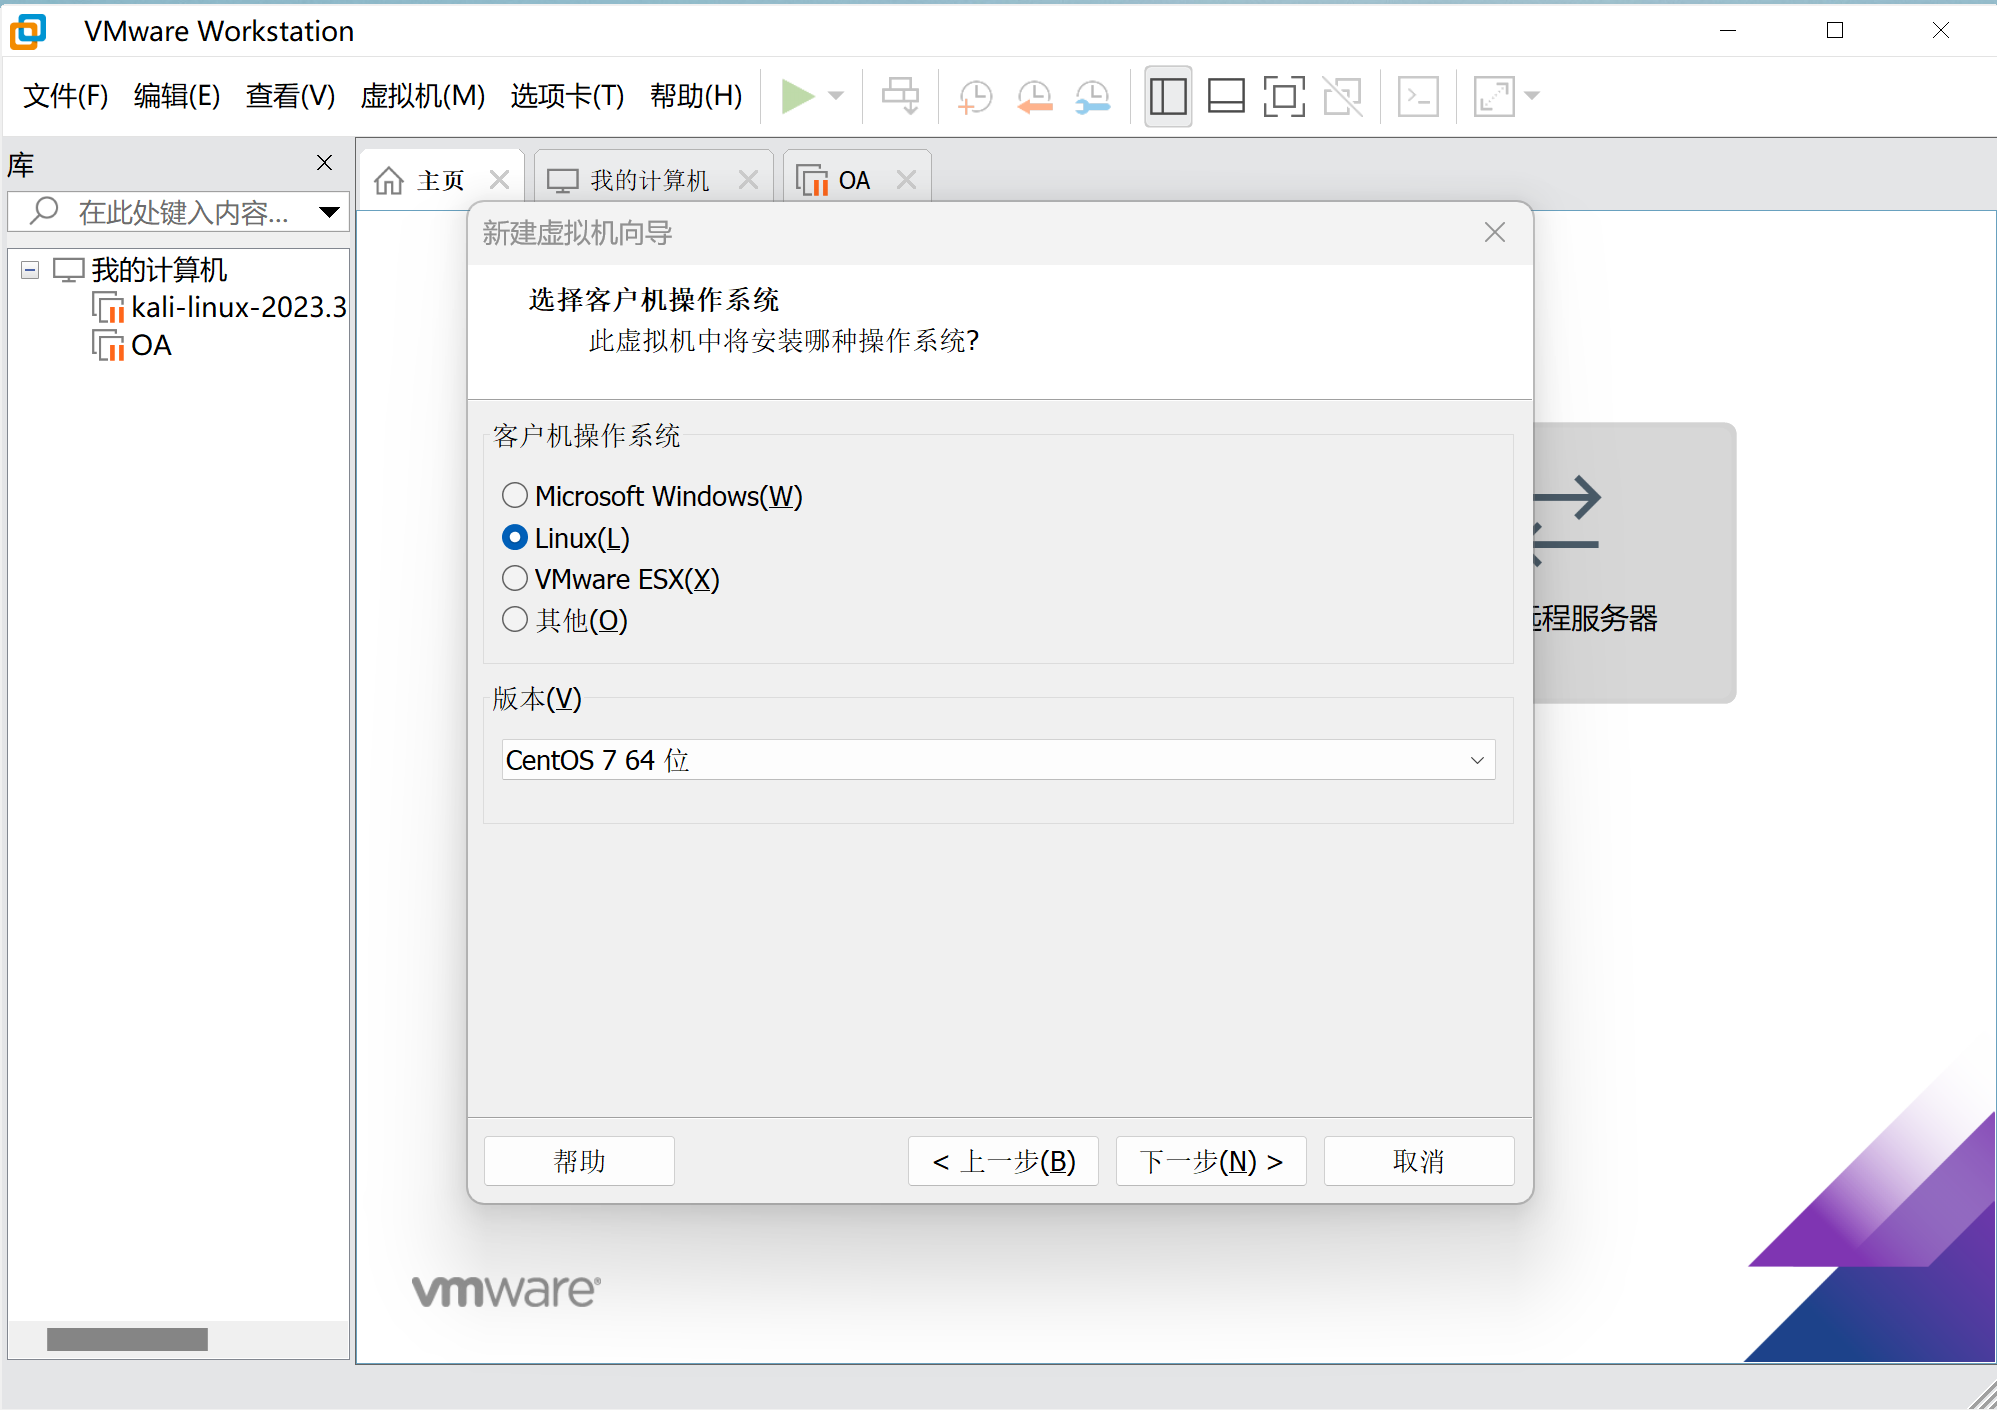 VMware Workstation
文件(F) 编辑(E) 查看(V) 虚拟机(M) 选项卡(T) 帮助(H)
库
在此处键入内容...
我的计算机
kali-linux-2023.3
OA
主页 我的计算机 OA
新建虚拟机向导
选择客户机操作系统
此虚拟机中将安装哪种操作系统?
客户机操作系统
Microsoft Windows(W)
Linux(L)
VMware ESX(X)
其他(O)
版本(V)
CentOS 7 64 位
帮助 < 上一步(B) 下一步(N) > 取消
程服务器
vmware®